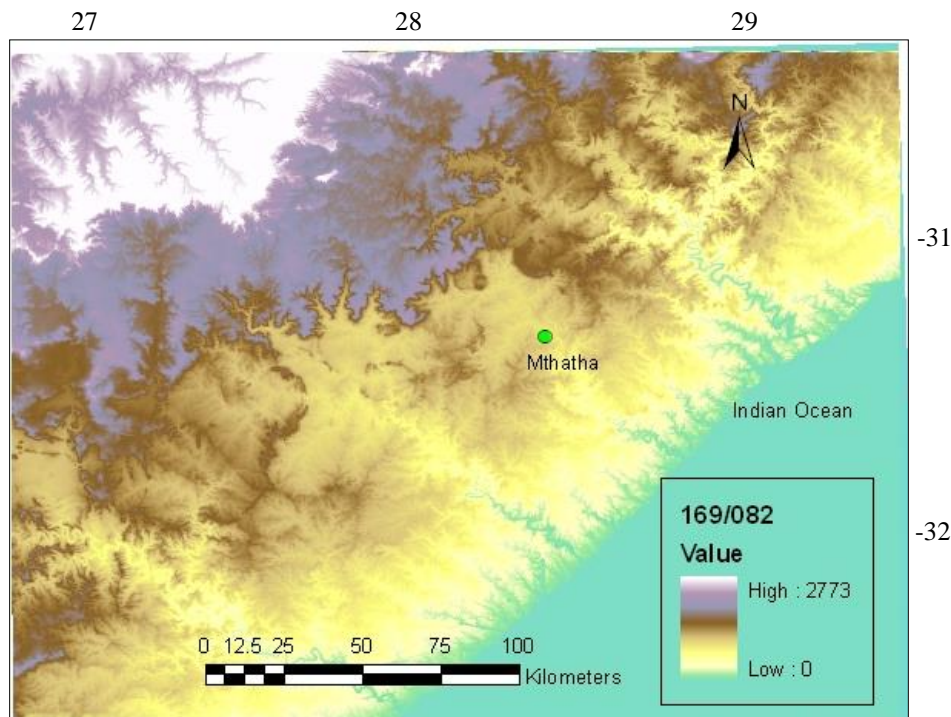 27 28 29
N
-31
Mthatha
Indian Ocean
169/082
Value
-32
High : 2773
0 12.5 25 50 75 100
Low : 0
Kilometers